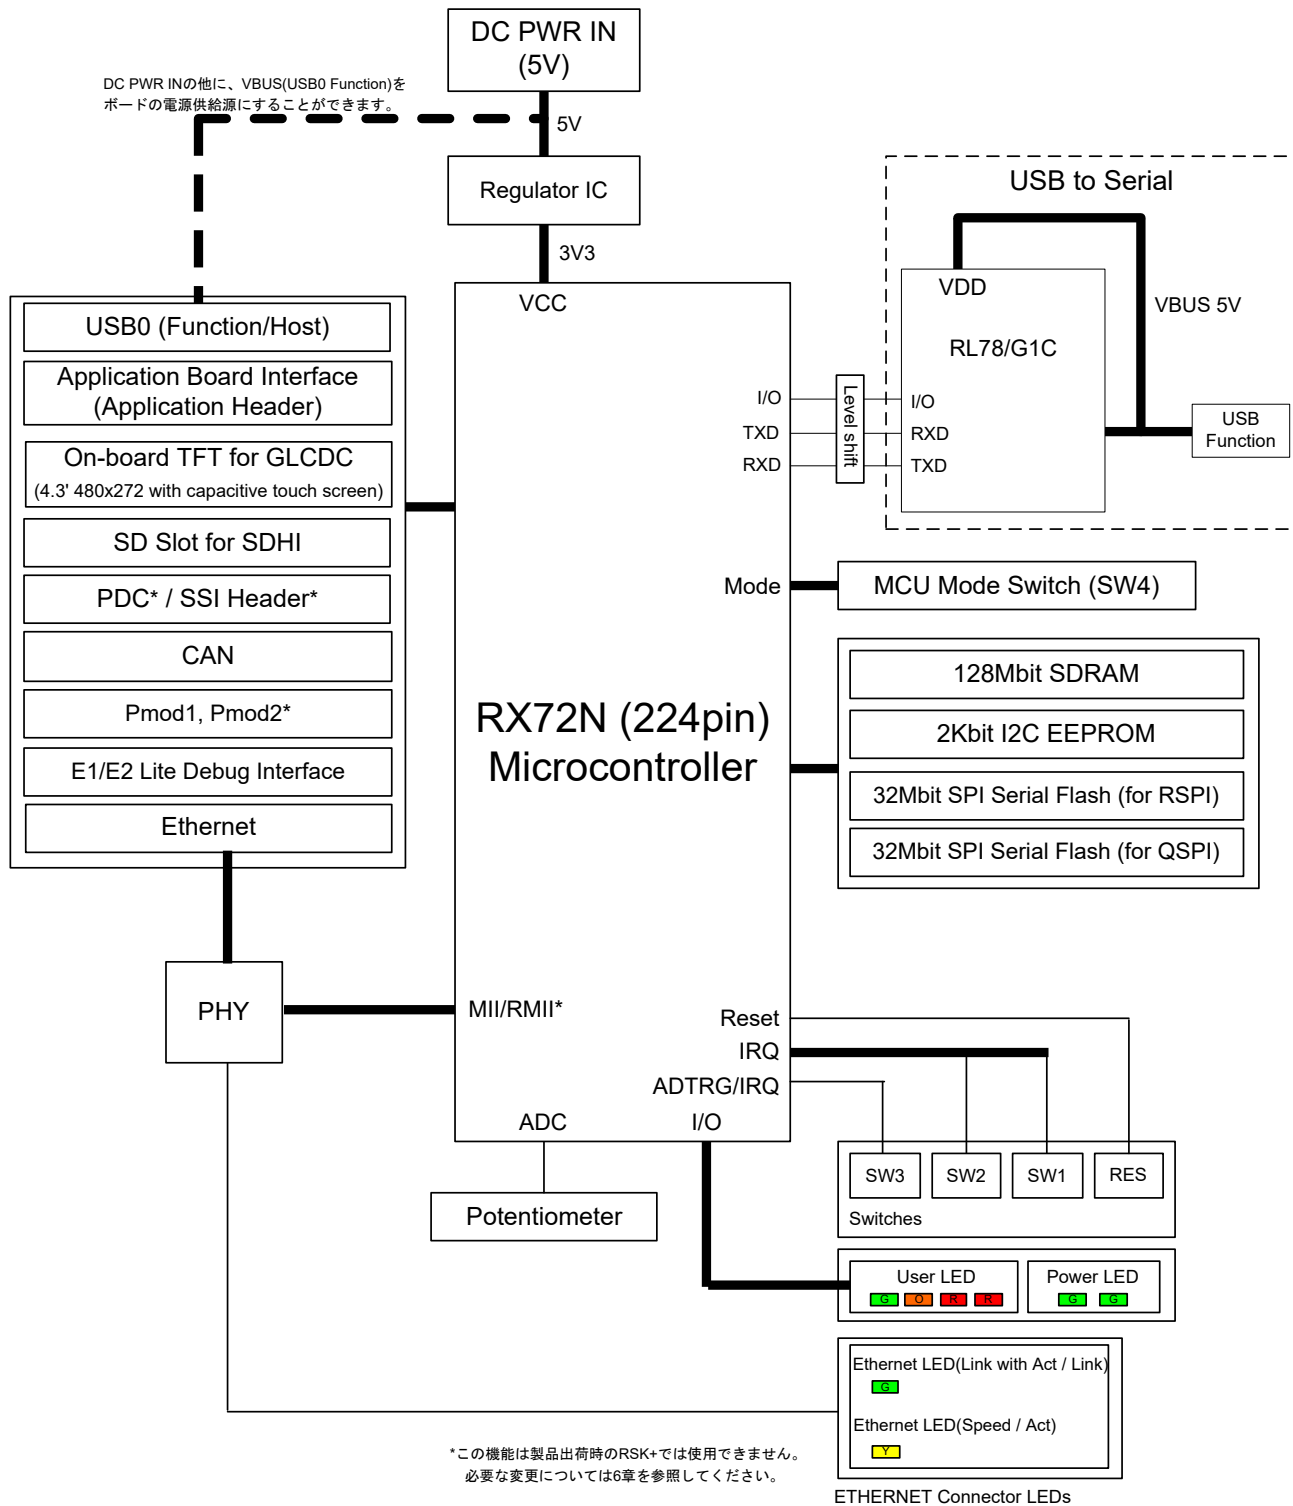 DC PWR IN
(5V)
DC PWR INの他に、VBUS(USB0 Function)を
ボードの電源供給源にすることができます。
5V
Regulator IC
3V3
USB to Serial
VDD
VBUS 5V
RL78/G1C
I/O
RXD
TXD
USB
Function
Level shift
I/O
TXD
RXD
VCC
USB0 (Function/Host)
Application Board Interface
(Application Header)
On-board TFT for GLCDC
(4.3' 480x272 with capacitive touch screen)
SD Slot for SDHI
PDC* / SSI Header*
CAN
Pmod1, Pmod2*
E1/E2 Lite Debug Interface
Ethernet
Mode
MCU Mode Switch (SW4)
RX72N (224pin)
Microcontroller
128Mbit SDRAM
2Kbit I2C EEPROM
32Mbit SPI Serial Flash (for RSPI)
32Mbit SPI Serial Flash (for QSPI)
PHY
MII/RMII*
Reset
IRQ
ADTRG/IRQ
ADC
I/O
Potentiometer
SW3
SW2
SW1
RES
Switches
User LED
G
O
R
R
Power LED
G
G
Ethernet LED(Link with Act / Link)
G
Ethernet LED(Speed / Act)
Y
ETHERNET Connector LEDs
*この機能は製品出荷時のRSK+では使用できません。
必要な変更については6章を参照してください。